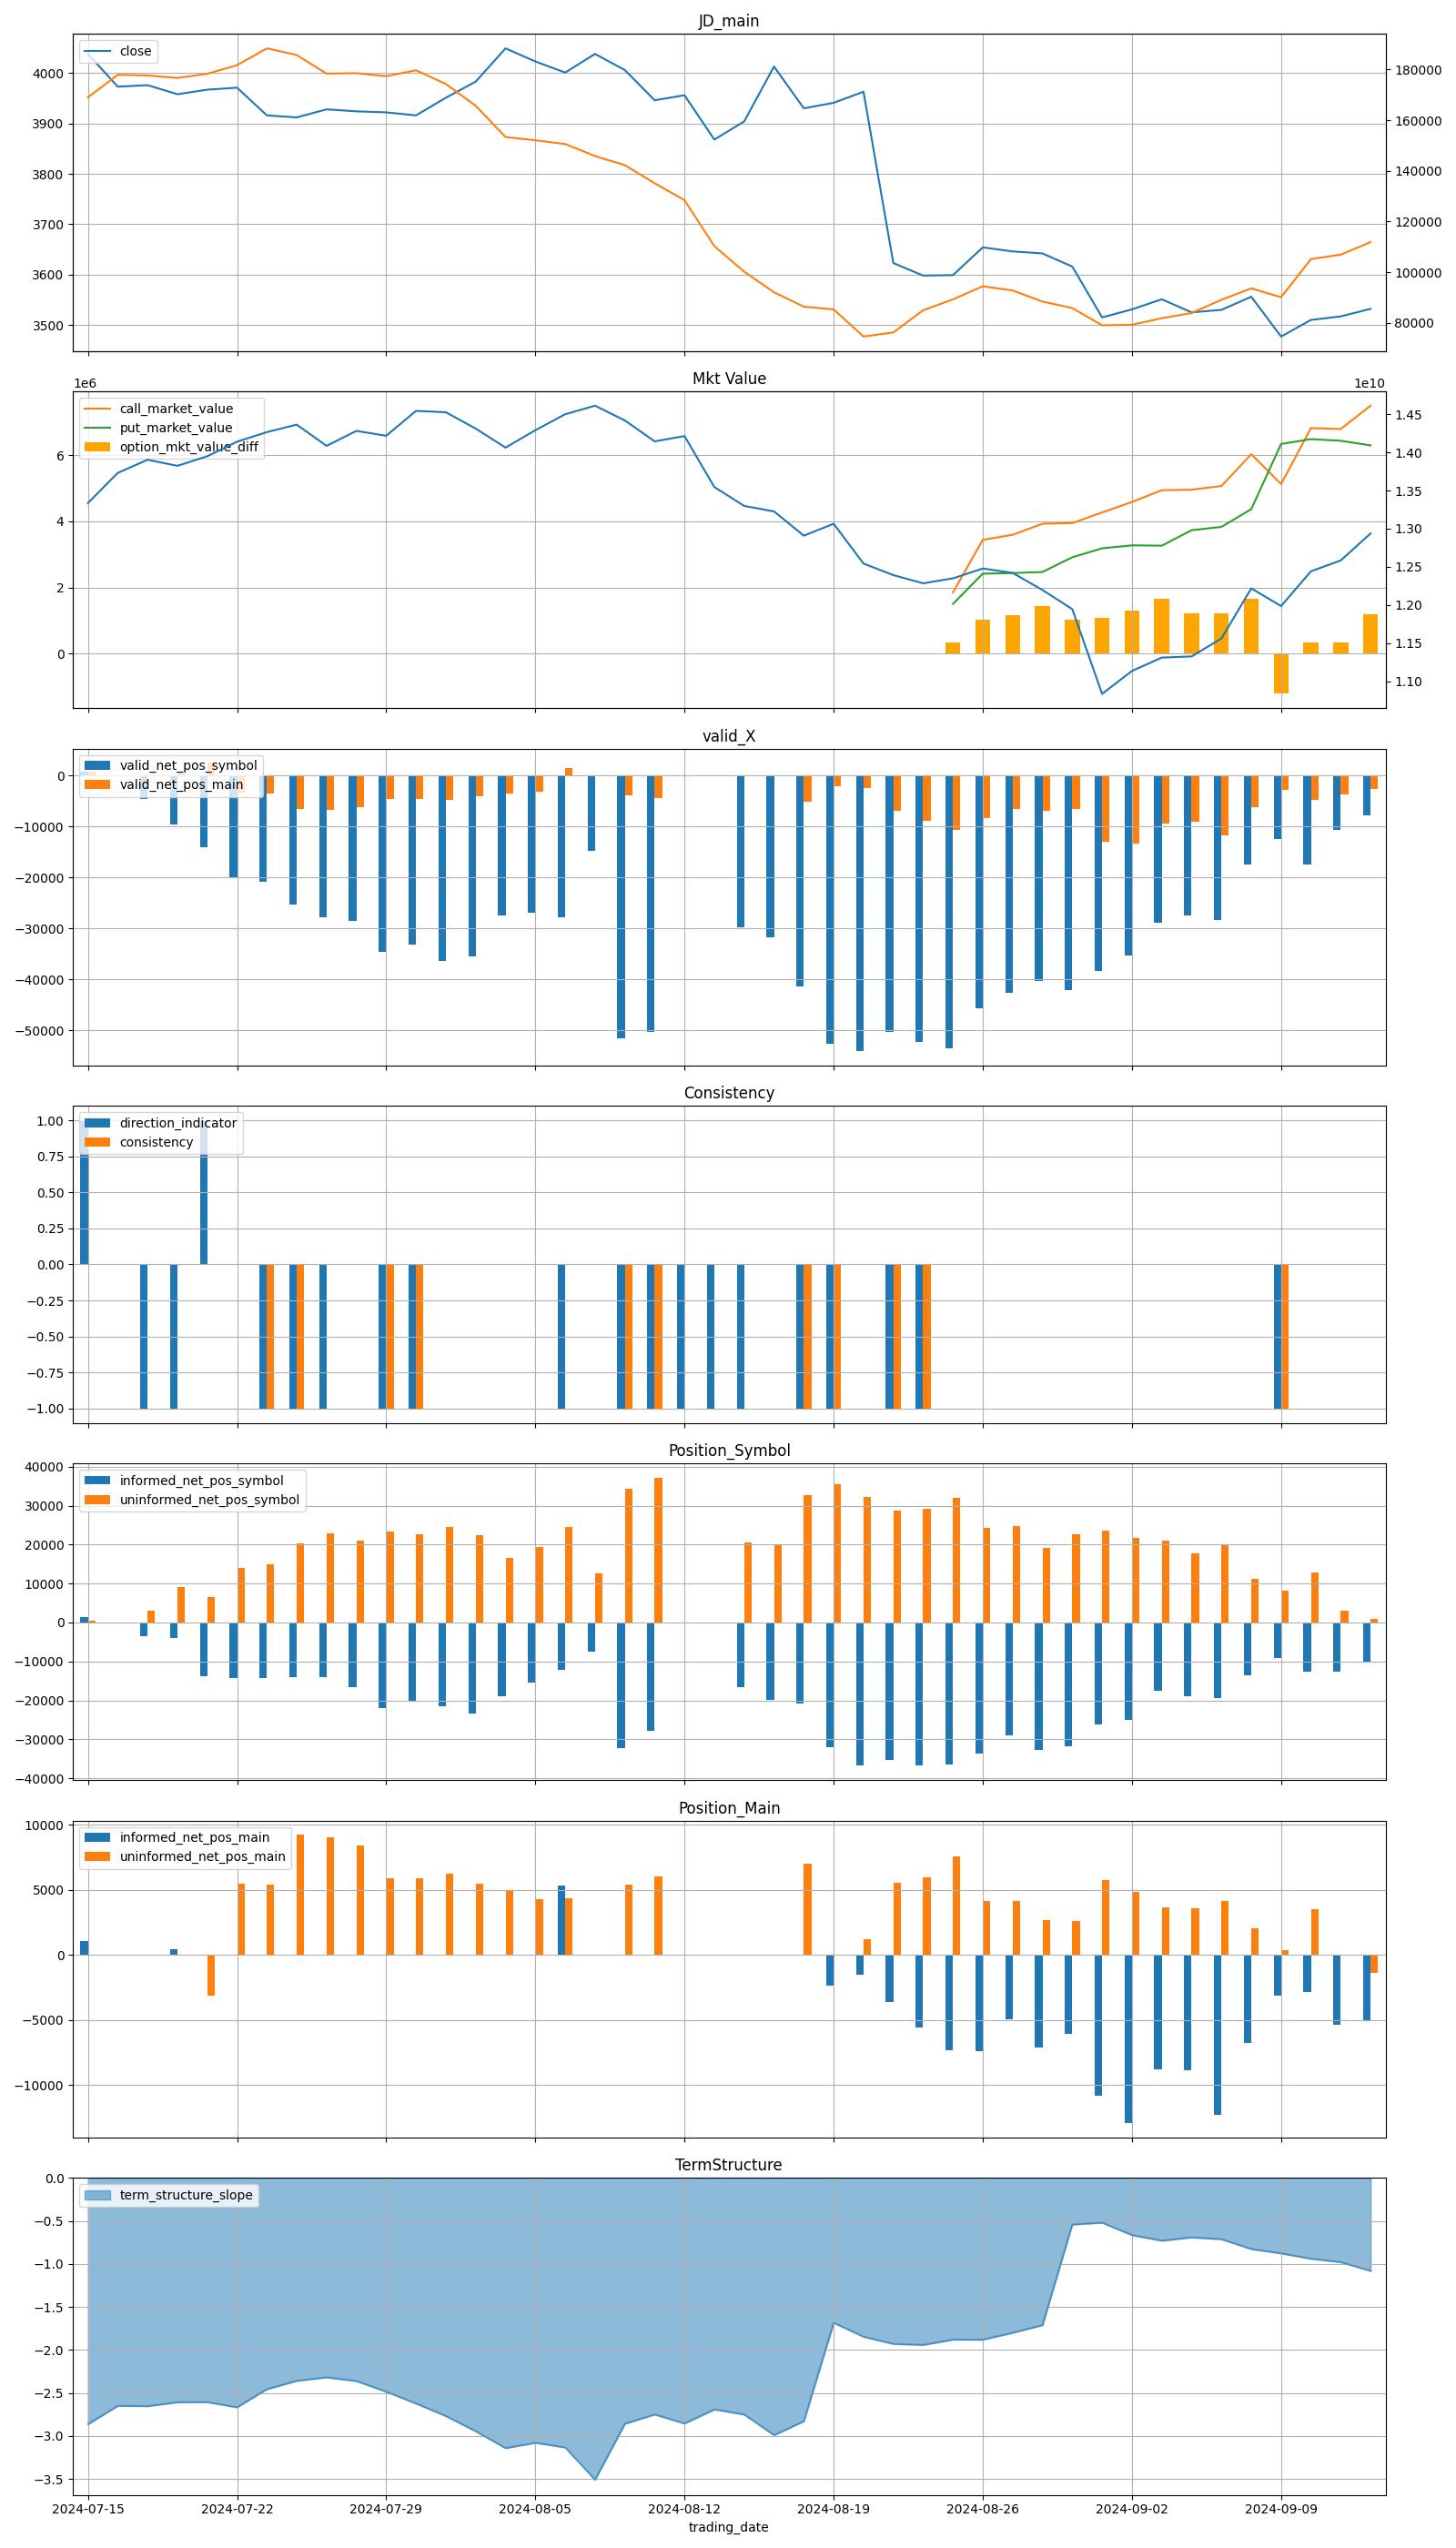 JD_main
close
4000
3900
3800
3700
3600
3500
180000
160000
140000
120000
100000
80000
Mkt Value
1e6
1e10
call_market_value
put_market_value
option_mkt_value_diff
6
4
2
0
1.45
1.40
1.35
1.30
1.25
1.20
1.15
1.10
valid_X
valid_net_pos_symbol
valid_net_pos_main
0
−10000
−20000
−30000
−40000
−50000
Consistency
direction_indicator
consistency
1.00
0.75
0.50
0.25
0.00
−0.25
−0.50
−0.75
−1.00
Position_Symbol
informed_net_pos_symbol
uninformed_net_pos_symbol
40000
30000
20000
10000
0
−10000
−20000
−30000
−40000
Position_Main
informed_net_pos_main
uninformed_net_pos_main
10000
5000
0
−5000
−10000
TermStructure
term_structure_slope
0.0
−0.5
−1.0
−1.5
−2.0
−2.5
−3.0
−3.5
2024-07-15 2024-07-22 2024-07-29 2024-08-05 2024-08-12 2024-08-19 2024-08-26 2024-09-02 2024-09-09
trading_date